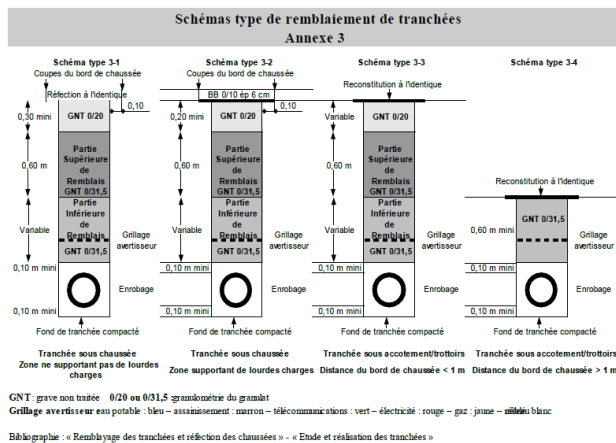 Schémas type de remblaiement de tranchées
Annexe 3
Schéma type 3-1
Coupes du bord de chaussée
Réfection à l'identique
0,10
0,30 mini
GNT 0/20
0,60 m
Partie
Supérieure
de
Remblais
GNT 0/31,5
Variable
Partie
Inférieure
de
Remblais
GNT 0/31,5
Grillage
avertisseur
0,10 m mini
Enrobage
0,10 m mini
Fond de tranchée compacté
Tranchée sous chaussée
Zone ne supportant pas de lourdes
charges
Schéma type 3-2
Coupes du bord de chaussée
BB 0/10 ép 6 cm
0,10
0,20 mini
GNT 0/20
0,60 m
Partie
Supérieure
de
Remblais
GNT 0/31,5
Variable
Partie
Inférieure
de
Remblais
GNT 0/31,5
Grillage
avertisseur
0,10 m mini
Enrobage
0,10 m mini
Fond de tranchée compacté
Tranchée sous chaussée
Zone supportant de lourdes charges
Schéma type 3-3
Reconstitution à l'identique
Variable
GNT 0/20
0,60 m
Partie
Supérieure
de
Remblais
GNT 0/31,5
Variable
Partie
Inférieure
de
Remblais
GNT 0/31,5
Grillage
avertisseur
0,10 m mini
Enrobage
0,10 m mini
Fond de tranchée compacté
Tranchée sous accotement/trottoirs
Distance du bord de chaussée < 1 m
Schéma type 3-4
Reconstitution à l'identique
0,60 m mini
GNT 0/31,5
Grillage
avertisseur
0,10 m mini
Enrobage
0,10 m mini
Fond de tranchée compacté
Tranchée sous accotement/trottoirs
Distance du bord de chaussée > 1 m
GNT : grave non traitée 0/20 ou 0/31,5 : granulométrie du granulat
Grillage avertisseur : eau potable : bleu – assainissement : marron – télécommunications : vert – électricité : rouge – gaz : jaune – blanc
Bibliographie : « Remblayage des tranchées et réfection des chaussées » - « Etude et réalisation des tranchées »